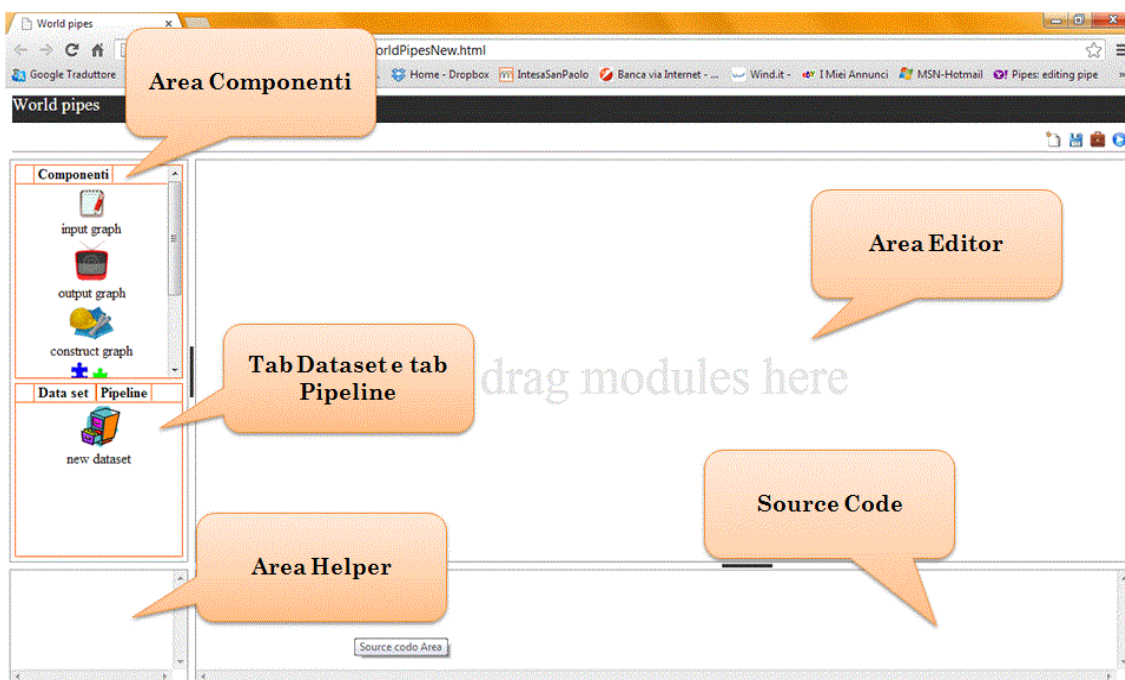 World pipes
orldPipesNew.html
Google Traduttore
Home - Dropbox
IntesaSanPaolo
Banca via Internet - ...
Wind.it -
I Miei Annunci
MSN-Hotmail
Pipes: editing pipe
»
Area Componenti
World pipes
Componenti
input graph
output graph
construct graph
Area Editor
Tab Dataset e tab
Pipeline
drag modules here
Data set
Pipeline
new dataset
Source Code
Area Helper
Source codo Area